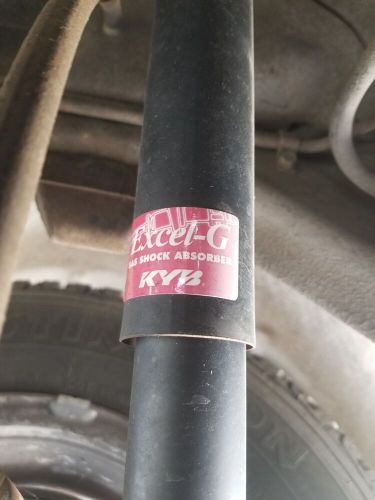 Excel-G
GAS SHOCK ABSORBER
KYB